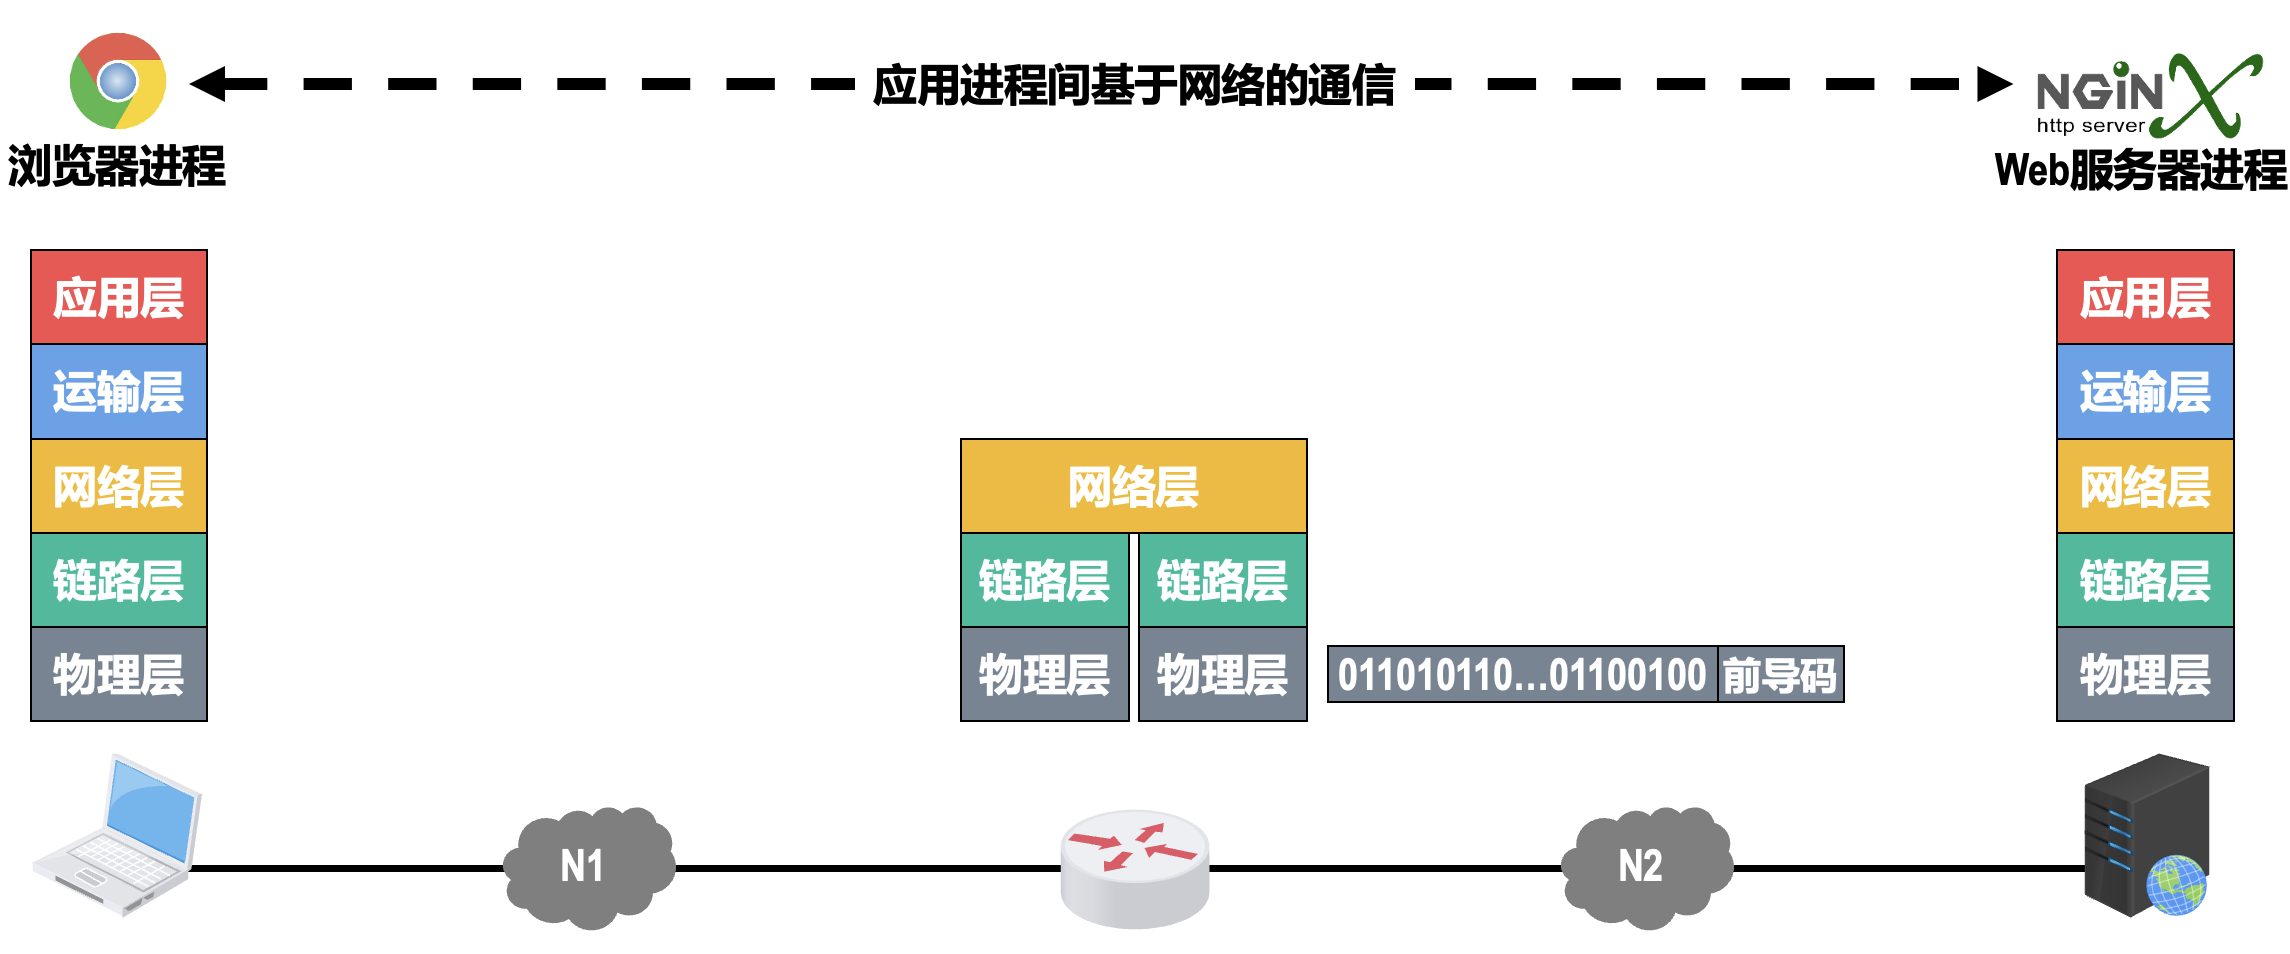 应用进程间基于网络的通信
NGiNX
http server
浏览器进程
Web服务器进程
应用层
运输层
网络层
链路层
物理层
网络层
链路层 链路层
物理层 物理层
011010110...01100100 前导码
应用层
运输层
网络层
链路层
物理层
N1
N2